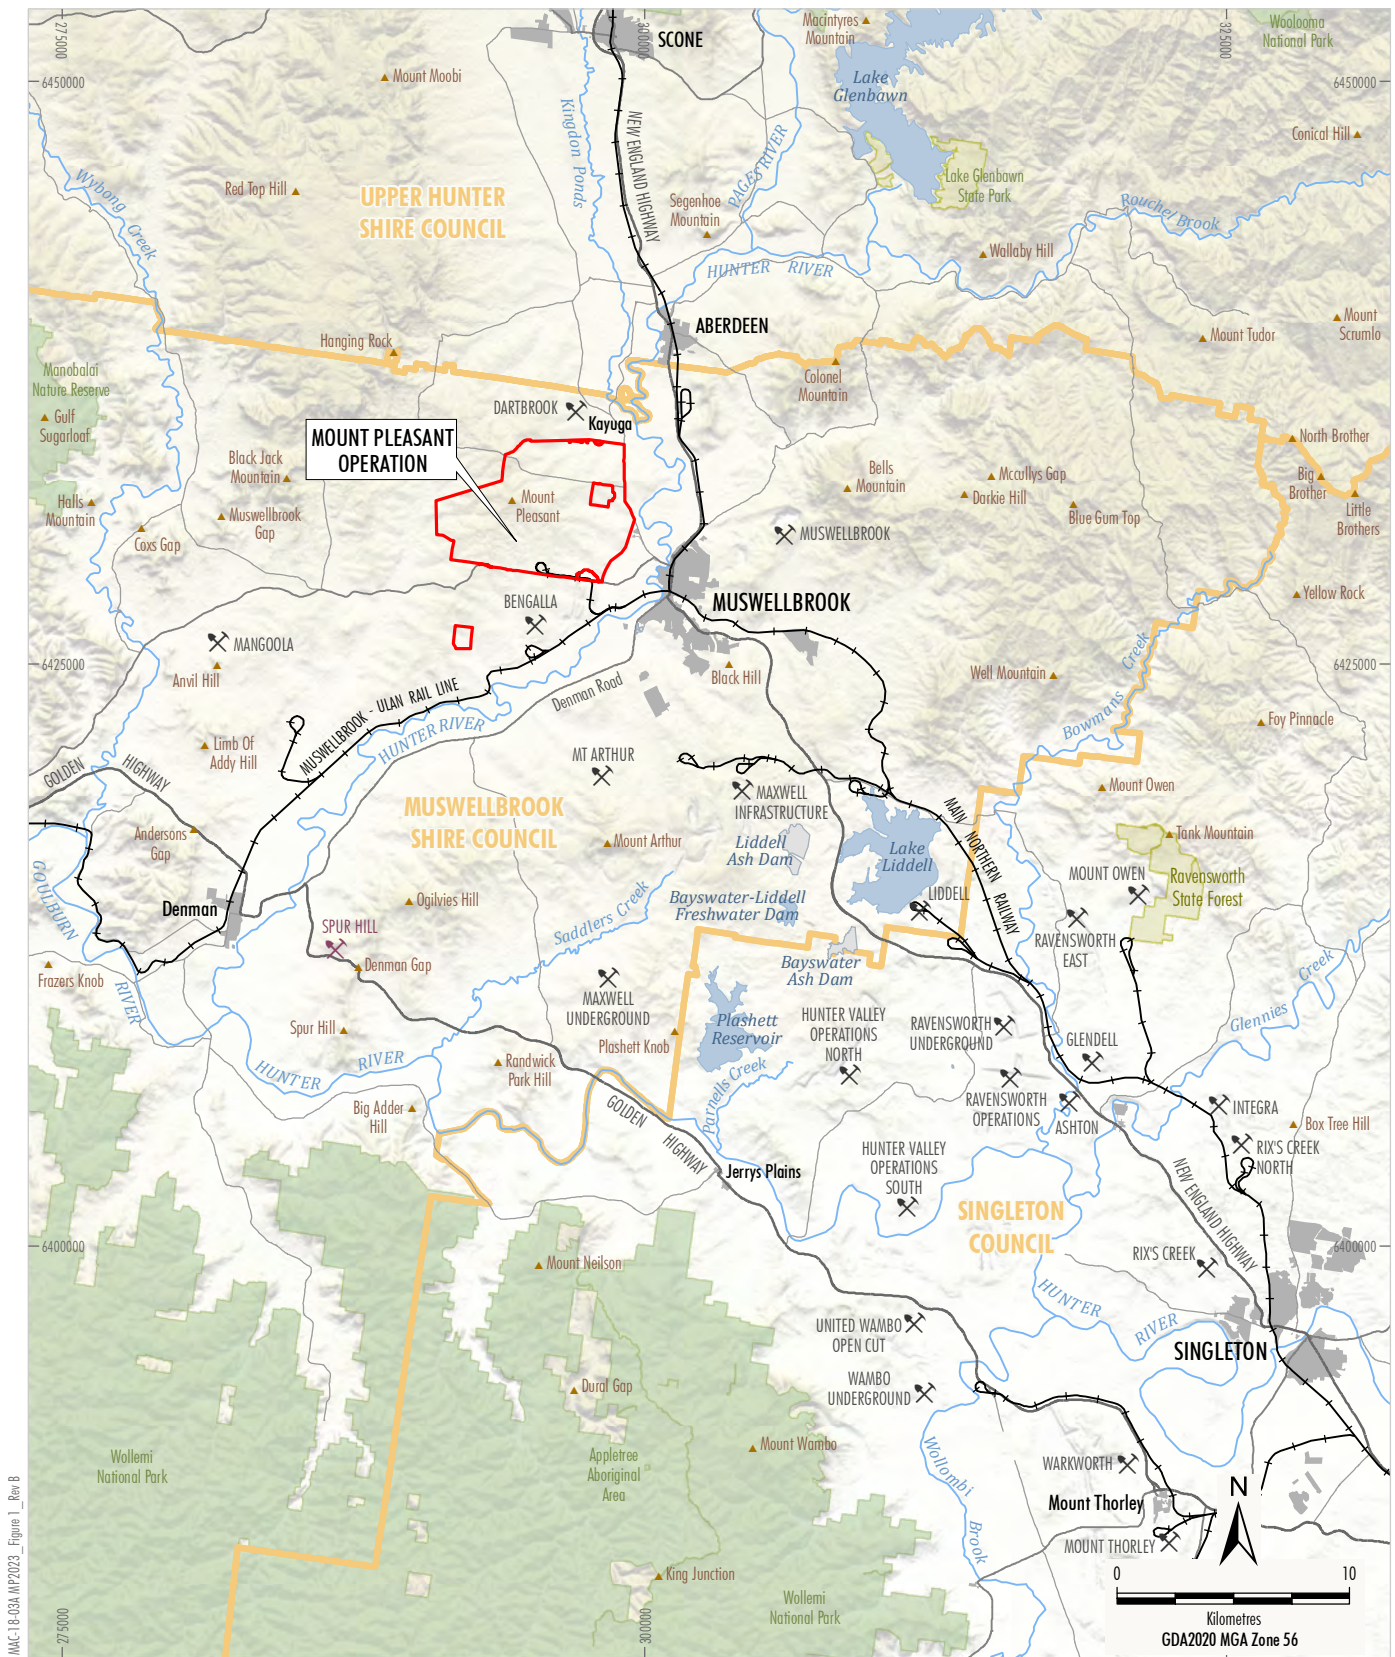 275000
300000
325000
SCONE
Macintyres
Mountain
Woolooma
National Park
6450000
Mount Moobi
Lake
Glenbawn
6450000
Kingdon Ponds
NEW ENGLAND HIGHWAY
Conical Hill
PAGES RIVER
Wybong Creek
Red Top Hill
UPPER HUNTER
SHIRE COUNCIL
Segenhoe
Mountain
Lake Glenbawn
State Park
Rouchel Brook
Wallaby Hill
HUNTER RIVER
Hanging Rock
ABERDEEN
Mount Tudor
Mount
Scrumlo
Manobalai
Nature Reserve
Colonel
Mountain
Gulf
Sugarloaf
DARTBROOK
Kayuga
MOUNT PLEASANT
OPERATION
North Brother
Black Jack
Mountain
Bells
Mountain
Mccullys Gap
Big
Brother
Darkie Hill
Halls
Mountain
Mount
Pleasant
Blue Gum Top
Little
Brothers
Muswellbrook
Gap
Coxs Gap
MUSWELLBROOK
BENGALLA
MUSWELLBROOK
Yellow Rock
MANGOOLA
6425000
6425000
Anvil Hill
Black Hill
Well Mountain
Bowmans Creek
MUSWELLBROOK - ULAN RAIL LINE
Denman Road
HUNTER RIVER
Foy Pinnacle
Limb Of
Addy Hill
GOLDEN HIGHWAY
MT ARTHUR
MAXWELL
INFRASTRUCTURE
Mount Owen
MUSWELLBROOK
SHIRE COUNCIL
MAIN NORTHERN RAILWAY
Andersons
Gap
Mount Arthur
Liddell
Ash Dam
Lake
Liddell
Tank Mountain
MOUNT OWEN
Ravensworth
State Forest
GOULBURN RIVER
Denman
Ogilvies Hill
Saddlers Creek
Bayswater-Liddell
Freshwater Dam
LIDDELL
SPUR HILL
RAVENSWORTH
EAST
Denman Gap
Bayswater
Ash Dam
Frazers Knob
MAXWELL
UNDERGROUND
Glennies Creek
Spur Hill
Plashett
Reservoir
HUNTER VALLEY
OPERATIONS
NORTH
RAVENSWORTH
UNDERGROUND
GLENDELL
Plashett Knob
HUNTER RIVER
Randwick
Park Hill
Parnells Creek
RAVENSWORTH
OPERATIONS
ASHTON
INTEGRA
Big Adder
Hill
GOLDEN HIGHWAY
Box Tree Hill
RIX'S CREEK
NORTH
HUNTER VALLEY
OPERATIONS
SOUTH
Jerrys Plains
NEW ENGLAND HIGHWAY
SINGLETON
COUNCIL
6400000
6400000
RIX'S CREEK
Mount Neilson
HUNTER RIVER
UNITED WAMBO
OPEN CUT
SINGLETON
WAMBO
UNDERGROUND
Dural Gap
Wollombi Brook
Mount Wambo
Wollemi
National Park
Appletree
Aboriginal
Area
WARKWORTH
Mount Thorley
N
MOUNT THORLEY
King Junction
Wollemi
National Park
0
10
Kilometres
GDA2020 MGA Zone 56
275000
300000
MAC-18-03A MP2023_Figure 1_Rev B